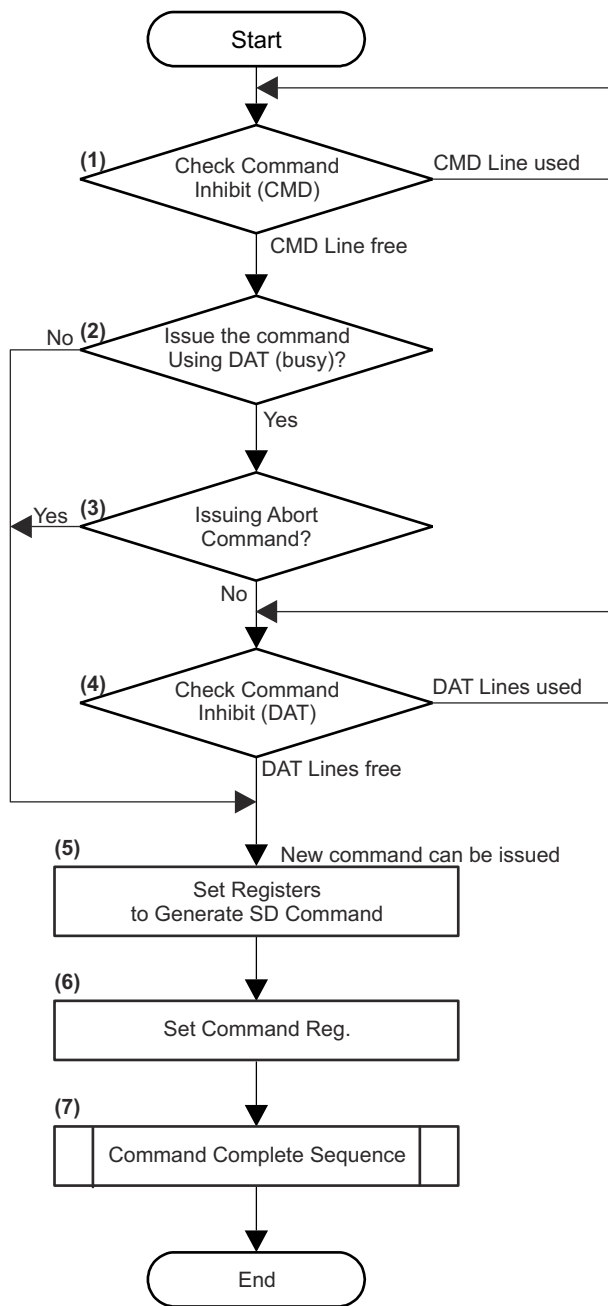 Start
(1)
Check Command
Inhibit (CMD)
CMD Line used
CMD Line free
No
(2)
Issue the command
Using DAT (busy)?
Yes
Yes
(3)
Issuing Abort
Command?
No
(4)
Check Command
Inhibit (DAT)
DAT Lines used
DAT Lines free
(5)
New command can be issued
Set Registers
to Generate SD Command
(6)
Set Command Reg.
(7)
Command Complete Sequence
End